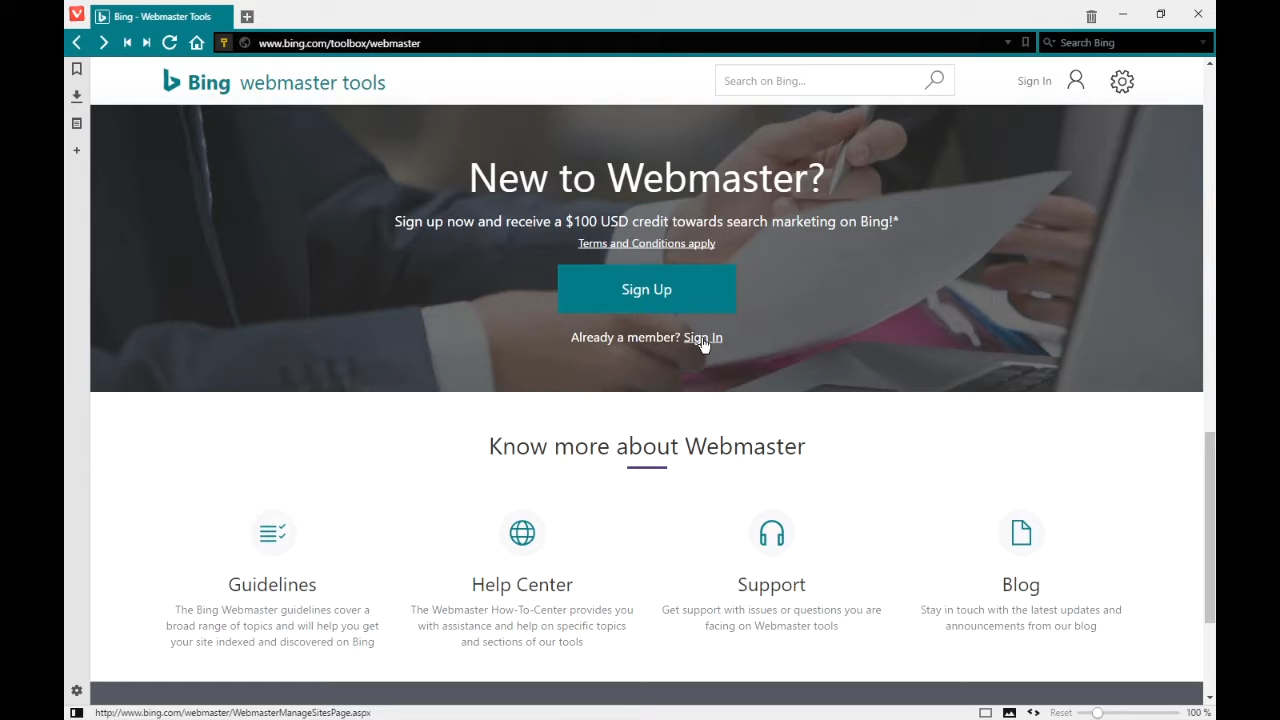 Bing - Webmaster Tools
www.bing.com/toolbox/webmaster
Search Bing
Bing webmaster tools
Search on Bing...
Sign In
New to Webmaster?
Sign up now and receive a $100 USD credit towards search marketing on Bing!*
Terms and Conditions apply
Sign Up
Already a member? Sign In
Know more about Webmaster
Guidelines
The Bing Webmaster guidelines cover a
broad range of topics and will help you get
your site indexed and discovered on Bing
Help Center
The Webmaster How-To-Center provides you
with assistance and help on specific topics
and sections of our tools
Support
Get support with issues or questions you are
facing on Webmaster tools
Blog
Stay in touch with the latest updates and
announcements from our blog
http://www.bing.com/webmaster/WebmasterManageSitesPage.aspx
Reset
100 %